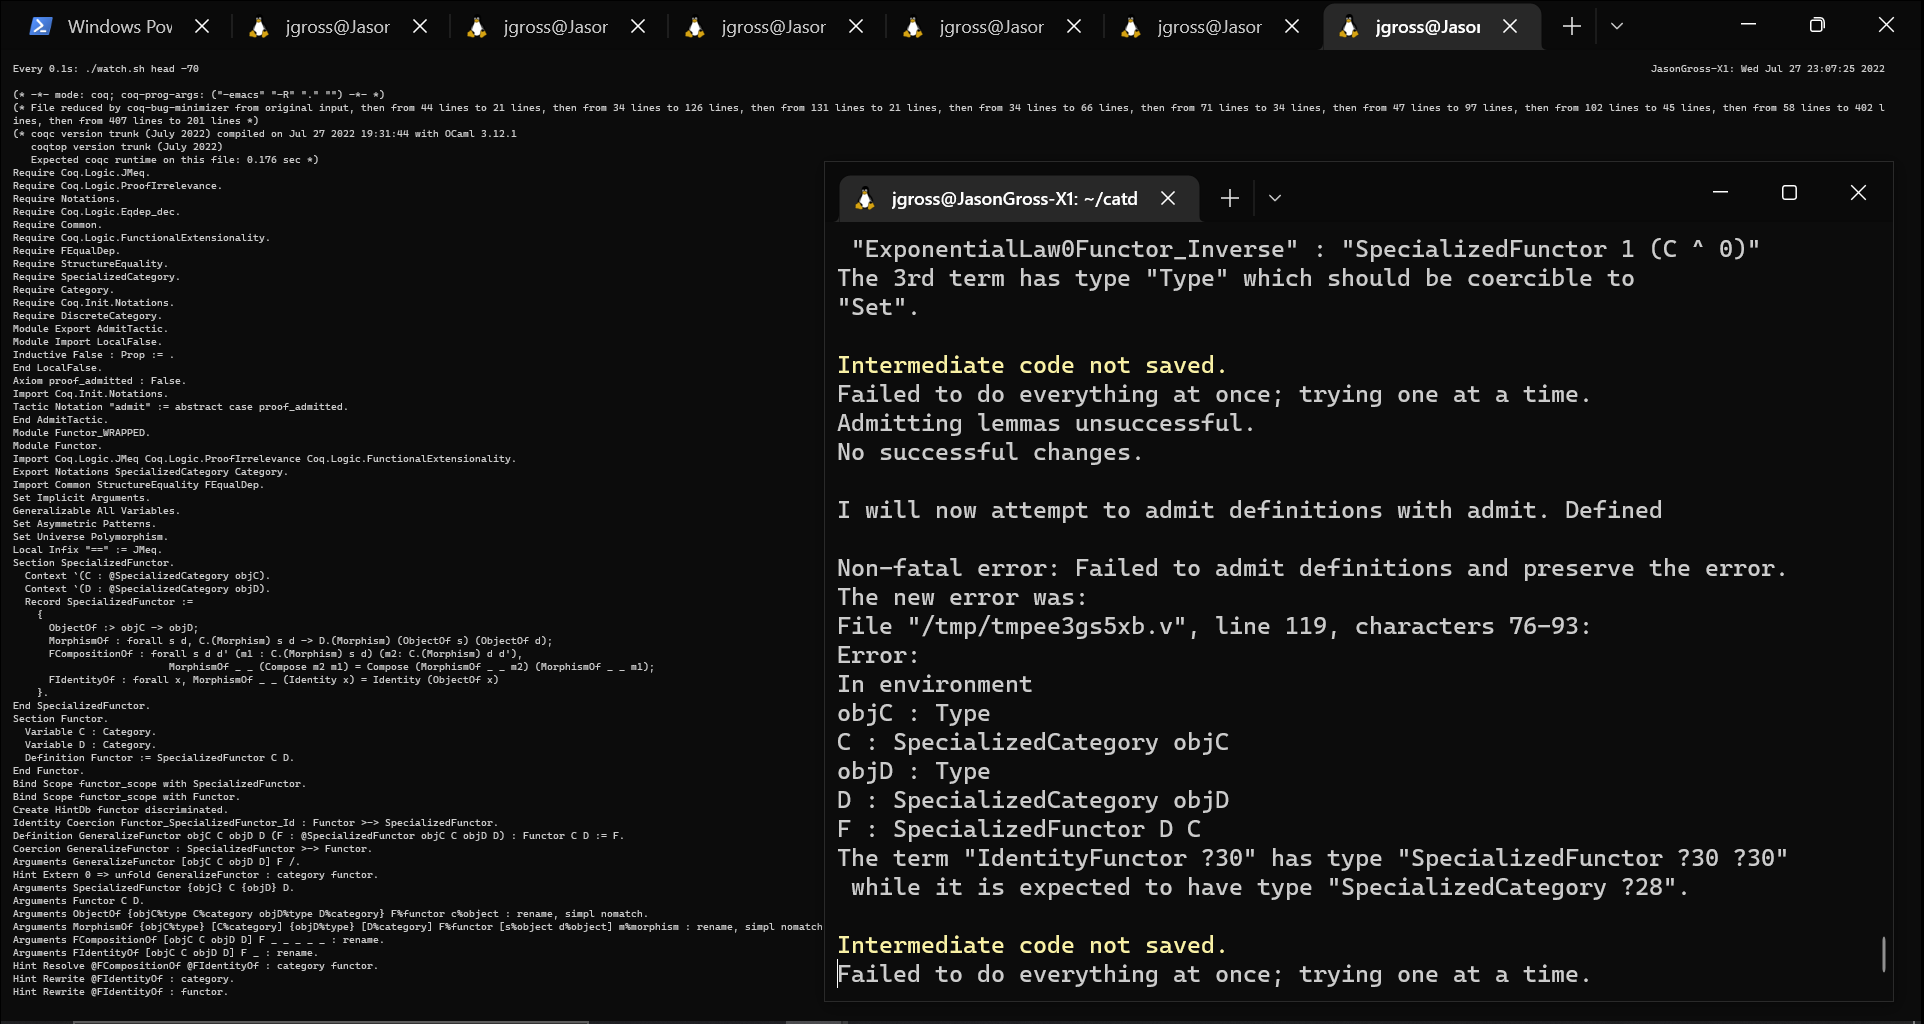 Windows Pov
jgross@Jasor
jgross@Jasor
jgross@Jasor
jgross@Jasor
jgross@Jasor
jgross@Jasor
Every 0.1s: ./watch.sh head -70
JasonGross-X1: Wed Jul 27 23:07:25 2022
(* -*- mode: coq; coq-prog-args: ("-emacs" "-R" "." "") -*- *)
(* File reduced by coq-bug-minimizer from original input, then from 44 lines to 21 lines, then from 34 lines to 126 lines, then from 131 lines to 21 lines, then from 34 lines to 66 lines, then from 71 lines to 34 lines, then from 47 lines to 97 lines, then from 102 lines to 45 lines, then from 58 lines to 402 l
ines, then from 407 lines to 201 lines *)
(* coqc version trunk (July 2022) compiled on Jul 27 2022 19:31:44 with OCaml 3.12.1
   coqtop version trunk (July 2022)
   Expected coqc runtime on this file: 0.176 sec *)
Require Coq.Logic.JMeq.
Require Coq.Logic.ProofIrrelevance.
Require Notations.
Require Coq.Logic.Eqdep_dec.
Require Common.
Require Coq.Logic.FunctionalExtensionality.
Require FEqualDep.
Require StructureEquality.
Require SpecializedCategory.
Require Category.
Require Coq.Init.Notations.
Require DiscreteCategory.
Module Export AdmitTactic.
Module Import LocalFalse.
Inductive False : Prop := .
End LocalFalse.
Axiom proof_admitted : False.
Import Coq.Init.Notations.
Tactic Notation "admit" := abstract case proof_admitted.
End AdmitTactic.
Module Functor_WRAPPED.
Module Functor.
Import Coq.Logic.JMeq Coq.Logic.ProofIrrelevance Coq.Logic.FunctionalExtensionality.
Export Notations SpecializedCategory Category.
Import Common StructureEquality FEqualDep.
Set Implicit Arguments.
Generalizable All Variables.
Set Asymmetric Patterns.
Set Universe Polymorphism.
Local Infix "==" := JMeq.
Section SpecializedFunctor.
  Context `(C : @SpecializedCategory objC).
  Context `(D : @SpecializedCategory objD).
  Record SpecializedFunctor :=
    {
      ObjectOf :> objC -> objD;
      MorphismOf : forall s d, C.(Morphism) s d -> D.(Morphism) (ObjectOf s) (ObjectOf d);
      FCompositionOf : forall s d d' (m1 : C.(Morphism) s d) (m2: C.(Morphism) d d'),
                          MorphismOf _ _ (Compose m2 m1) = Compose (MorphismOf _ _ m2) (MorphismOf _ _ m1);
      FIdentityOf : forall x, MorphismOf _ _ (Identity x) = Identity (ObjectOf x)
    }.
End SpecializedFunctor.
Section Functor.
  Variable C : Category.
  Variable D : Category.
  Definition Functor := SpecializedFunctor C D.
End Functor.
Bind Scope functor_scope with SpecializedFunctor.
Bind Scope functor_scope with Functor.
Create HintDb functor discriminated.
Identity Coercion Functor_SpecializedFunctor_Id : Functor >-> SpecializedFunctor.
Definition GeneralizeFunctor objC C objD D (F : @SpecializedFunctor objC C objD D) : Functor C D := F.
Coercion GeneralizeFunctor : SpecializedFunctor >-> Functor.
Arguments GeneralizeFunctor [objC C objD D] F /.
Hint Extern 0 => unfold GeneralizeFunctor : category functor.
Arguments SpecializedFunctor {objC} C {objD} D.
Arguments Functor C D.
Arguments ObjectOf {objC%type C%category objD%type D%category} F%functor c%object : rename, simpl nomatch.
Arguments MorphismOf {objC%type} [C%category] {objD%type} [D%category] F%functor [s%object d%object] m%morphism : rename, simpl nomatch
Arguments FCompositionOf [objC C objD D] F _ _ _ _ _ : rename.
Arguments FIdentityOf [objC C objD D] F _ : rename.
Hint Resolve @FCompositionOf @FIdentityOf : category functor.
Hint Rewrite @FIdentityOf : category.
Hint Rewrite @FIdentityOf : functor.
jgross@JasonGross-X1: ~/catd
 "ExponentialLaw0Functor_Inverse" : "SpecializedFunctor 1 (C ^ 0)"
The 3rd term has type "Type" which should be coercible to
"Set".
Intermediate code not saved.
Failed to do everything at once; trying one at a time.
Admitting lemmas unsuccessful.
No successful changes.
I will now attempt to admit definitions with admit. Defined
Non-fatal error: Failed to admit definitions and preserve the error.
The new error was:
File "/tmp/tmpee3gs5xb.v", line 119, characters 76-93:
Error:
In environment
objC : Type
C : SpecializedCategory objC
objD : Type
D : SpecializedCategory objD
F : SpecializedFunctor D C
The term "IdentityFunctor ?30" has type "SpecializedFunctor ?30 ?30"
 while it is expected to have type "SpecializedCategory ?28".
Intermediate code not saved.
Failed to do everything at once; trying one at a time.